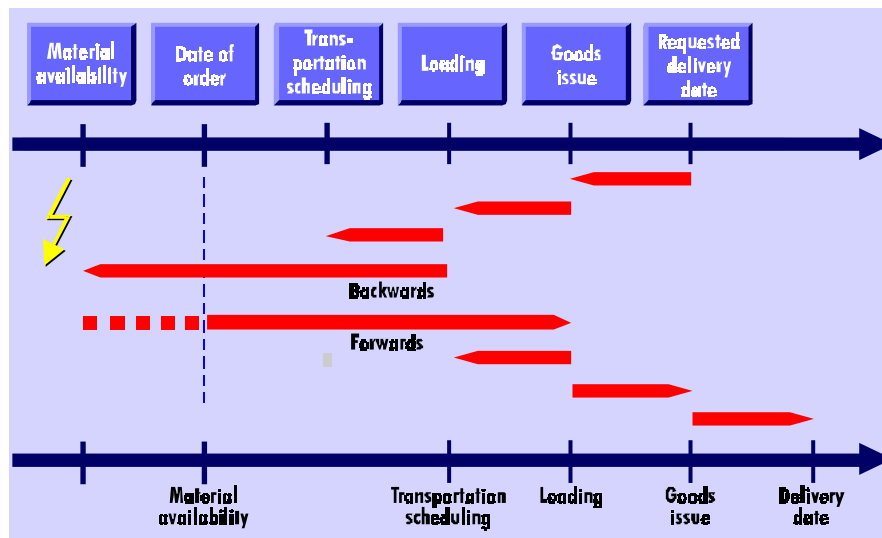 Material
availability
Date of
order
Trans-
portation
scheduling
Loading
Goods
issue
Requested
delivery
date
Backwards
Forwards
Material
availability
Transportation
scheduling
Loading
Goods
issue
Delivery
date